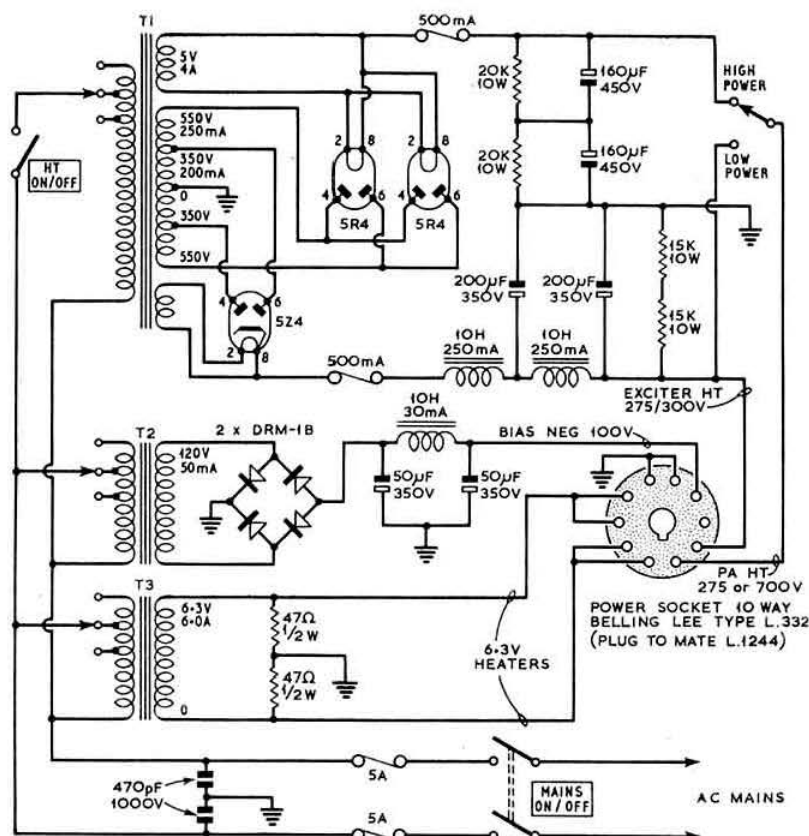 T1
5V
4A
500mA
20K
10W
160µF
450V
HIGH
POWER
550V
250mA
350V
200mA
0
350V
550V
HT
ON/OFF
2
8
2
8
4
6
4
6
5R4
5R4
20K
10W
160µF
450V
LOW
POWER
200µF
350V
200µF
350V
15K
10W
15K
10W
4
6
5Z4
2
8
500mA
10H
250mA
10H
250mA
EXCITER HT
275/300V
T2
120V
50mA
2 x DRM-1B
10H
30mA
BIAS NEG 100V
50µF
350V
50µF
350V
T3
6·3V
6·0A
0
47Ω
1/2W
47Ω
1/2W
6·3V
HEATERS
PA HT
275 or 700V
POWER SOCKET 10 WAY
BELLING LEE TYPE L.332
(PLUG TO MATE L.1244)
470pF
1000V
5A
5A
MAINS
ON/OFF
AC MAINS